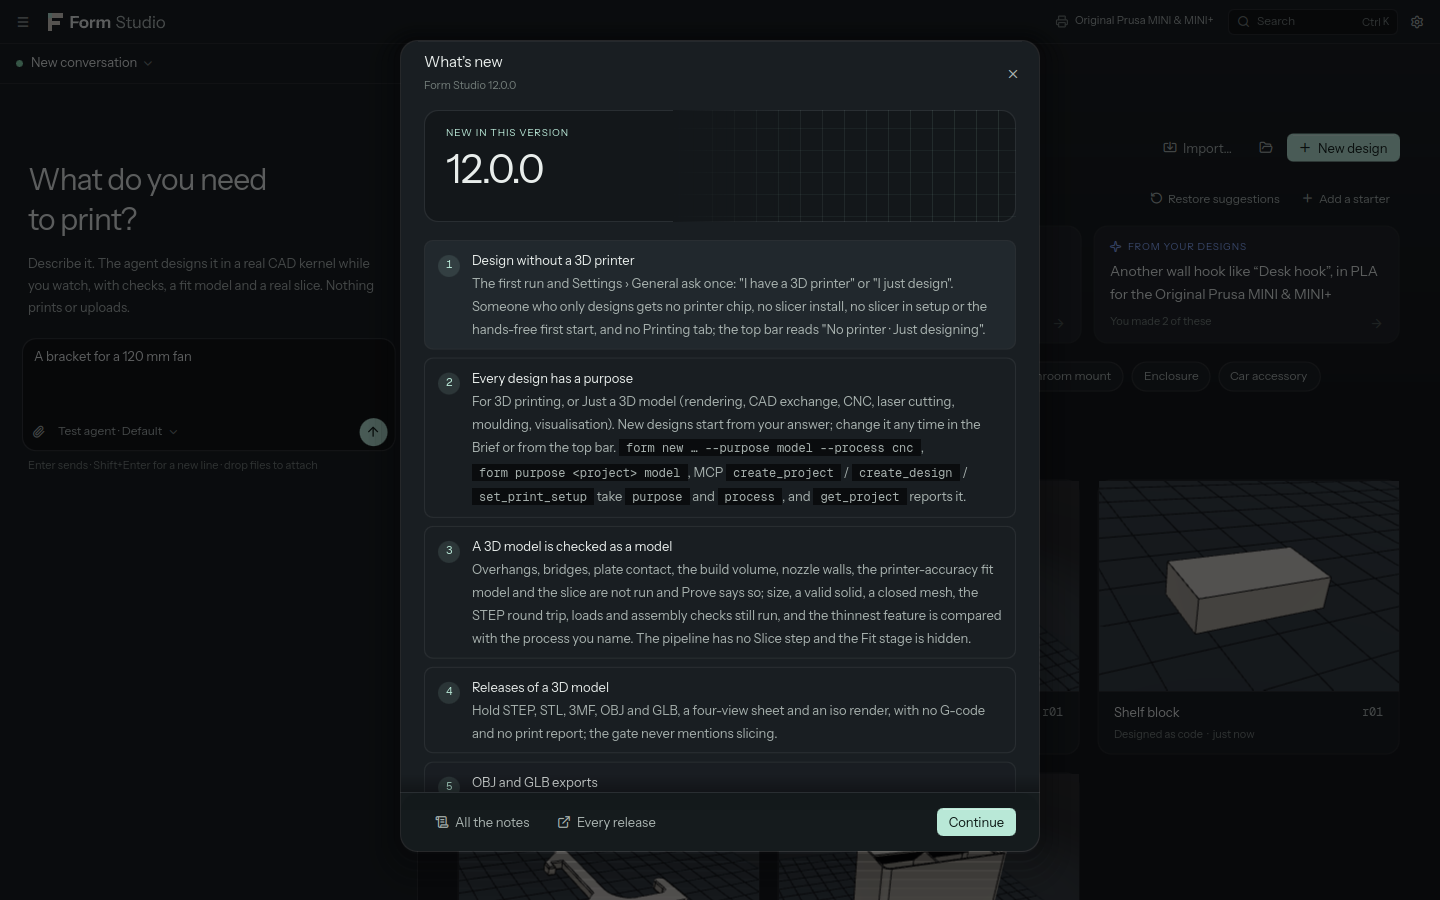 Form Studio
Original Prusa MINI & MINI+
Search
Ctrl K
New conversation
What do you need
to print?
Describe it. The agent designs it in a real CAD kernel while
you watch, with checks, a fit model and a real slice. Nothing
prints or uploads.
A bracket for a 120 mm fan
Test agent · Default
Enter sends · Shift+Enter for a new line · drop files to attach
What's new
Form Studio 12.0.0
NEW IN THIS VERSION
12.0.0
1
Design without a 3D printer
The first run and Settings › General ask once: "I have a 3D printer" or "I just design".
Someone who only designs gets no printer chip, no slicer install, no slicer in setup or the
hands-free first start, and no Printing tab; the top bar reads "No printer · Just designing".
2
Every design has a purpose
For 3D printing, or Just a 3D model (rendering, CAD exchange, CNC, laser cutting,
moulding, visualisation). New designs start from your answer; change it any time in the
Brief or from the top bar. form new … --purpose model --process cnc ,
form purpose <project> model , MCP create_project / create_design /
set_print_setup take purpose and process , and get_project reports it.
3
A 3D model is checked as a model
Overhangs, bridges, plate contact, the build volume, nozzle walls, the printer-accuracy fit
model and the slice are not run and Prove says so; size, a valid solid, a closed mesh, the
STEP round trip, loads and assembly checks still run, and the thinnest feature is compared
with the process you name. The pipeline has no Slice step and the Fit stage is hidden.
4
Releases of a 3D model
Hold STEP, STL, 3MF, OBJ and GLB, a four-view sheet and an iso render, with no G-code
and no print report; the gate never mentions slicing.
5
OBJ and GLB exports
All the notes
Every release
Continue
Import...
New design
Restore suggestions
Add a starter
FROM YOUR DESIGNS
Another wall hook like “Desk hook”, in PLA
for the Original Prusa MINI & MINI+
You made 2 of these
mount
Enclosure
Car accessory
r01
Shelf block
r01
Designed as code · just now